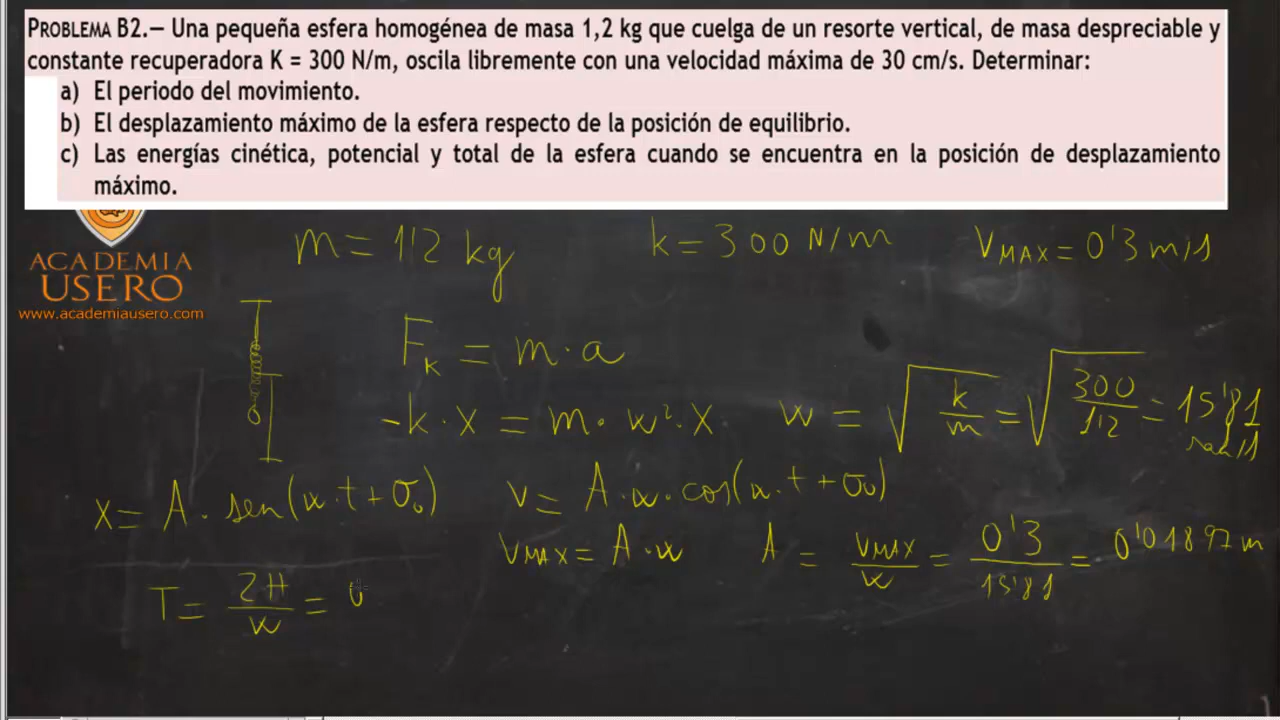 PROBLEMA B2.— Una pequeña esfera homogénea de masa 1,2 kg que cuelga de un resorte vertical, de masa despreciable y
constante recuperadora K = 300 N/m, oscila libremente con una velocidad máxima de 30 cm/s. Determinar:
a) El periodo del movimiento.
b) El desplazamiento máximo de la esfera respecto de la posición de equilibrio.
c) Las energías cinética, potencial y total de la esfera cuando se encuentra en la posición de desplazamiento
máximo.
ACADEMIA
USERO
www.academiausero.com
m = 1'2 kg k = 300 N/m VMAX = 0'3 m/s
Fk = m · a
-k · x = m · w² · x w = √(k/m) = √(300/1'2) = 15'81 rad/s
x = A · sen(w · t + σ₀) v = A · w · cos(w · t + σ₀)
VMAX = A · w A = VMAX/w = 0'3/15'81 = 0'01897 m
T = 2π/w = 0